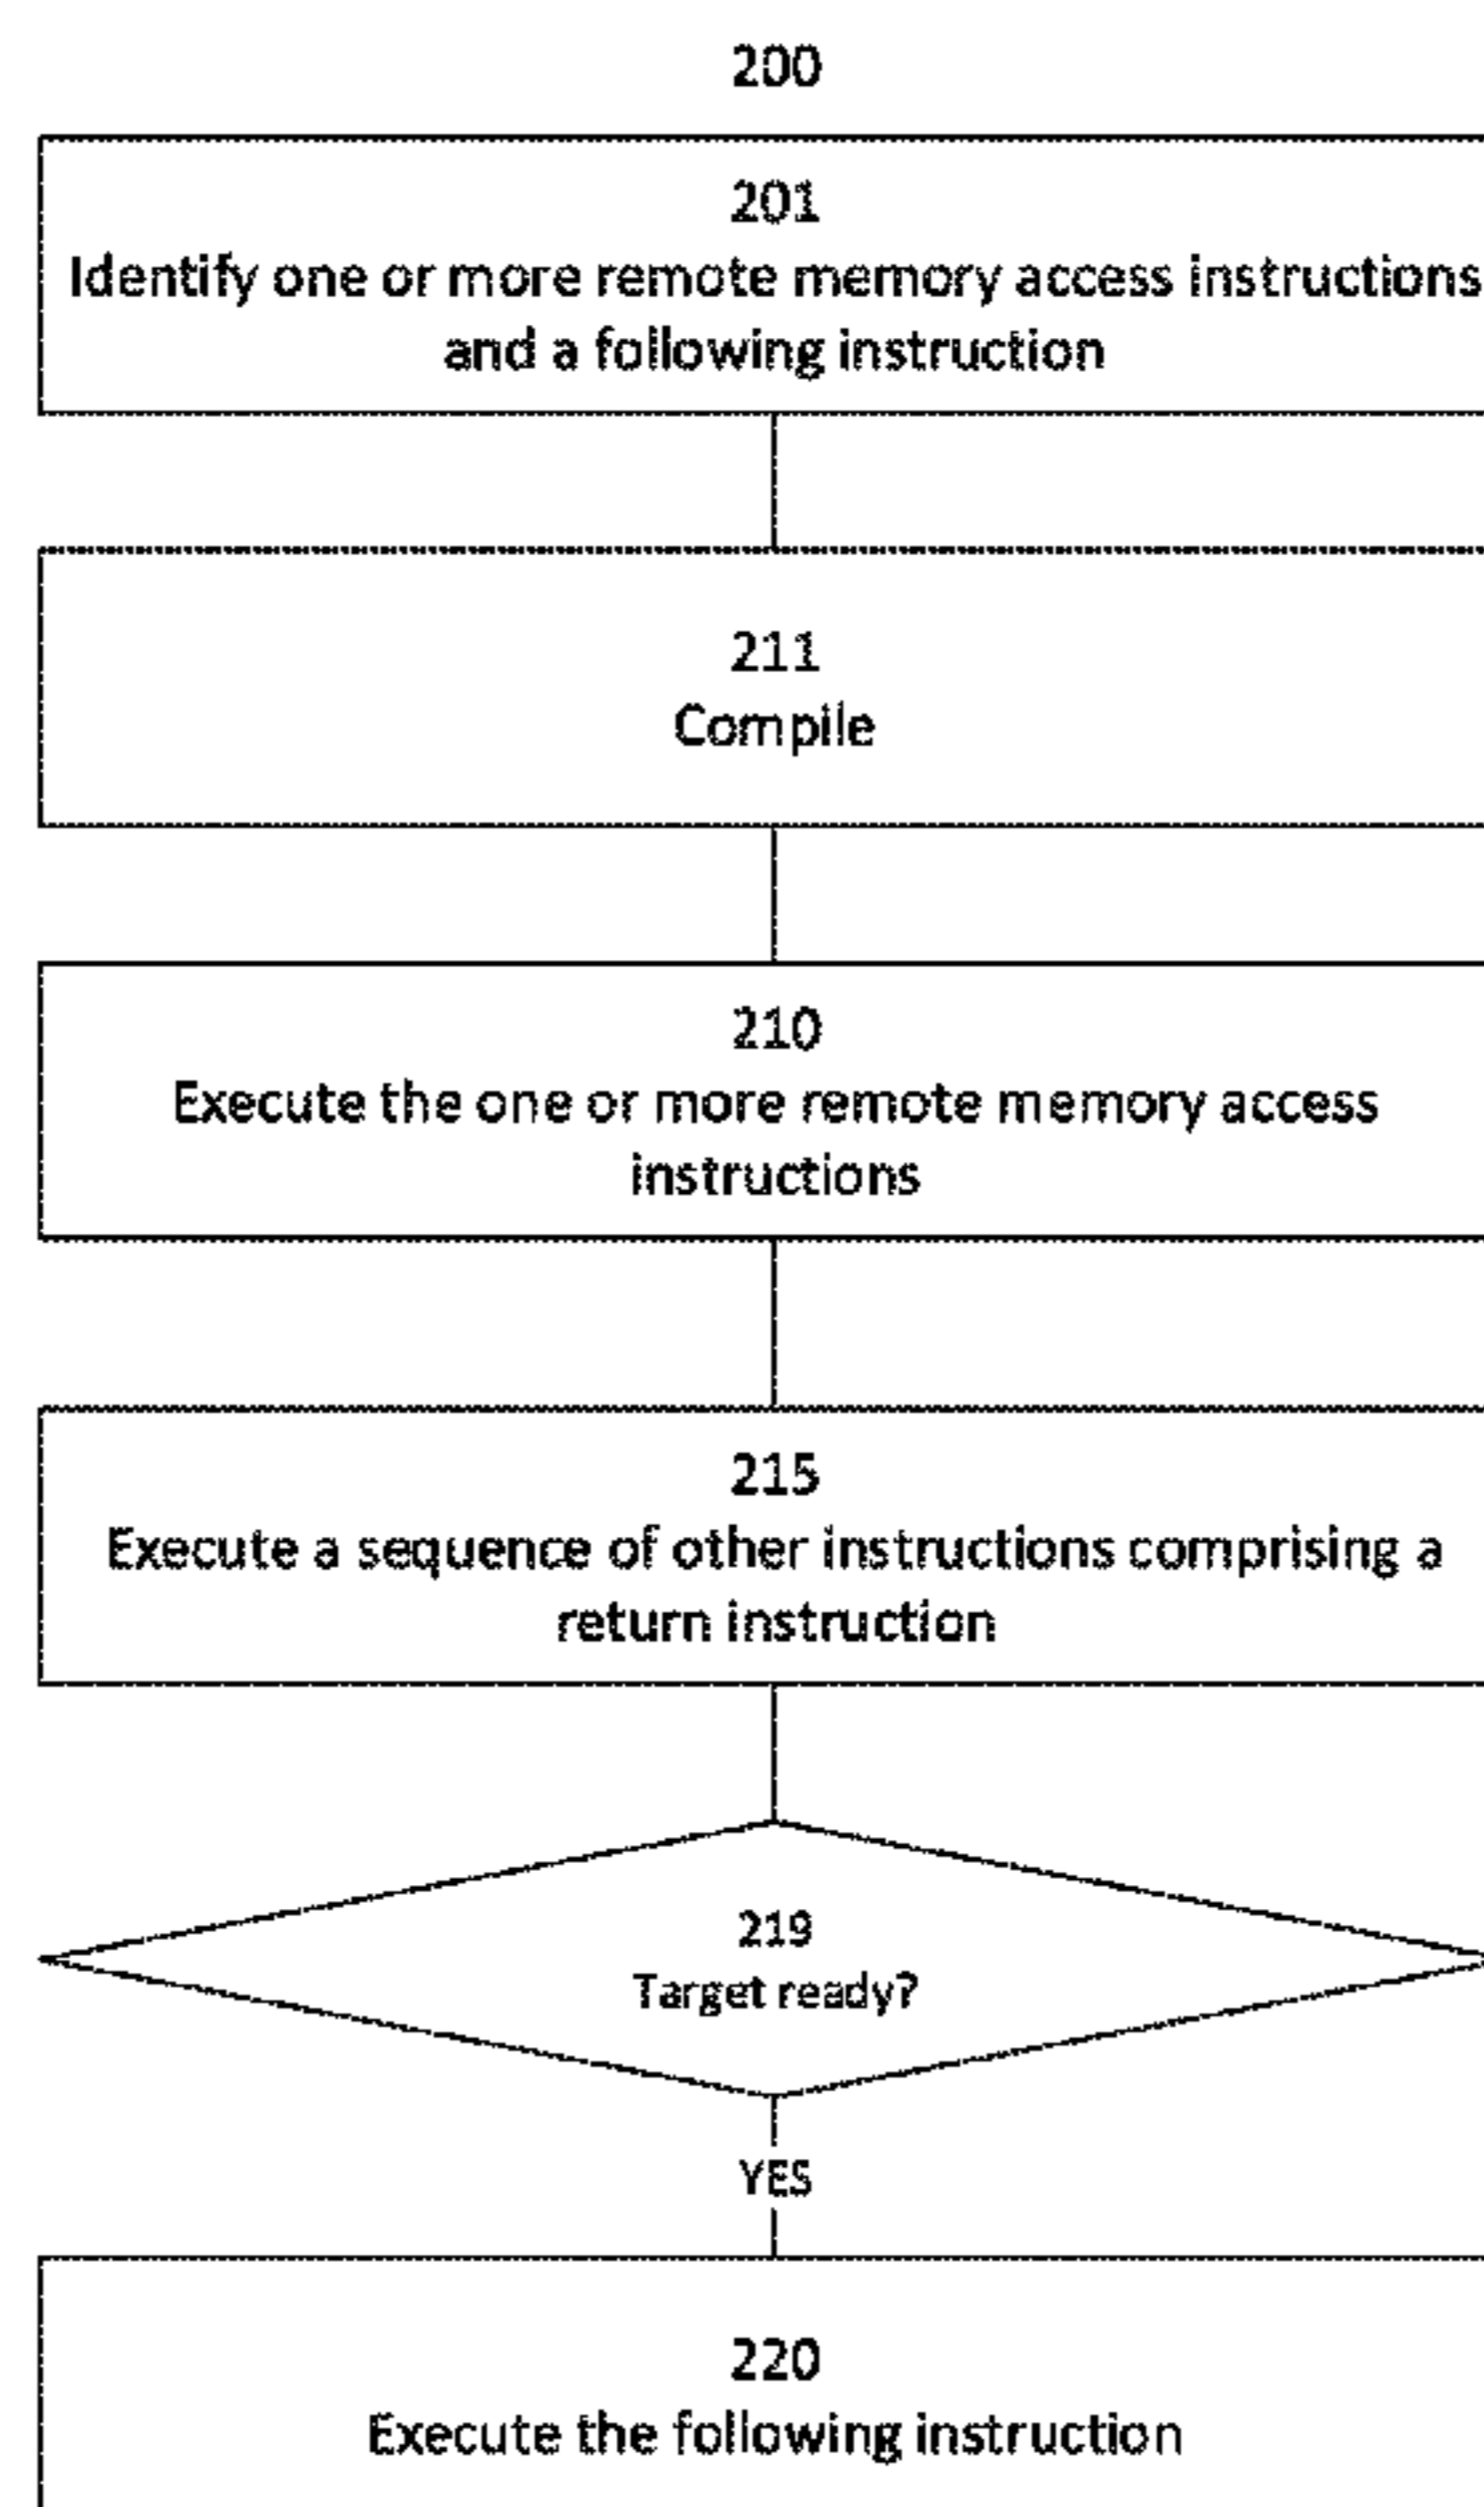 200
201
Identify one or more remote memory access instructions
and a following instruction
211
Compile
210
Execute the one or more remote memory access
instructions
215
Execute a sequence of other instructions comprising a
return instruction
219
Target ready?
YES
220
Execute the following instruction